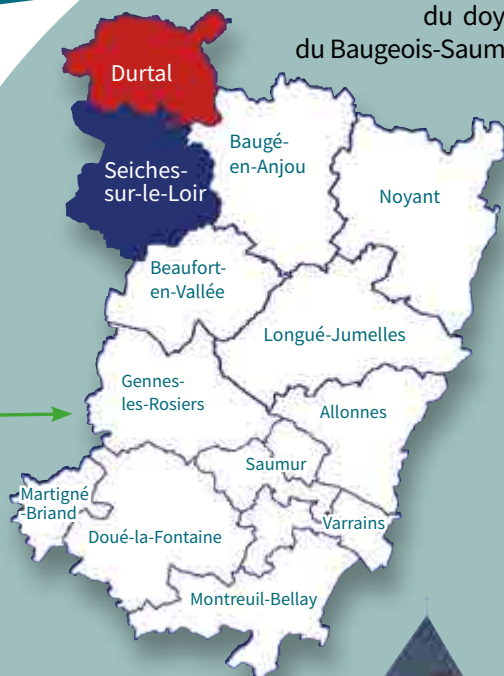 du doy
du Baugeois-Saum
Durtal
Baugé-
en-Anjou
Seiches-
sur-le-Loir
Noyant
Beaufort-
en-Vallée
Longué-Jumelles
Gennes-
les-Rosiers
Allonnes
Saumur
Martigné
-Briand
Varrains
Doué-la-Fontaine
Montreuil-Bellay